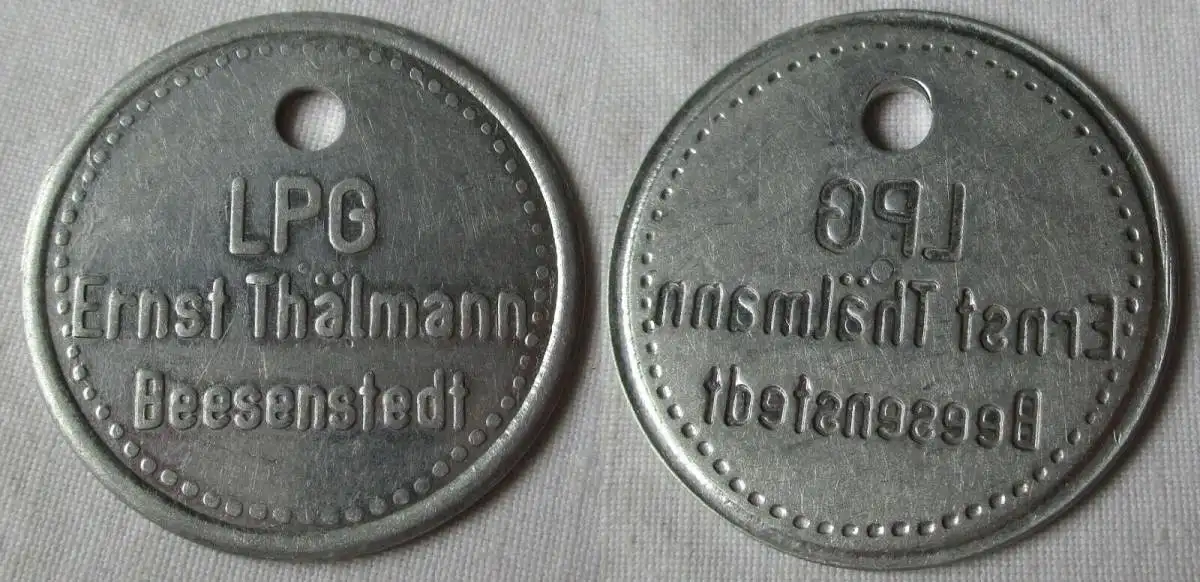 LPG
Ernst Thälmann
Beesenstedt
LPG
Ernst Thälmann
Beesenstedt